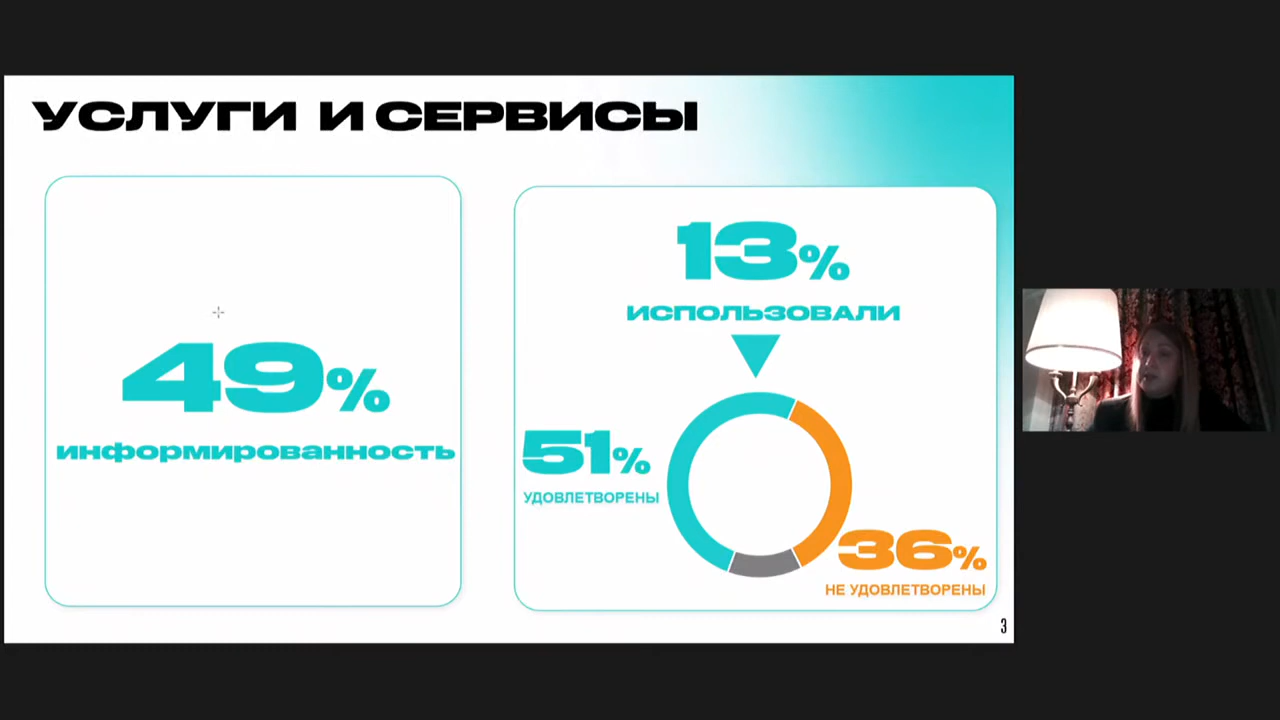 УСЛУГИ И СЕРВИСЫ
49%
информированность
13%
ИСПОЛЬЗОВАЛИ
51%
УДОВЛЕТВОРЕНЫ
36%
НЕ УДОВЛЕТВОРЕНЫ
3